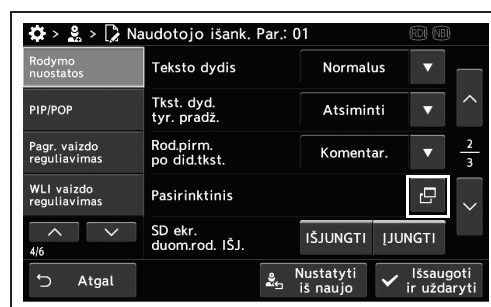 > > Naudotojo išank. Par.: 01 RDI NBI
Rodymo
nuostatos
Teksto dydis
Normalus
PIP/POP
Tkst. dyd.
tyr. pradž.
Atsiminti
Pagr. vaizdo
reguliavimas
Rod.pirm.
po did.tkst.
Komentar.
2
3
WLI vaizdo
reguliavimas
Pasirinktinis
4/6
SD ekr.
duom.rod. IŠJ.
IŠJUNGTI ĮJUNGTI
Atgal
Nustatyti
iš naujo
Išsaugoti
ir uždaryti